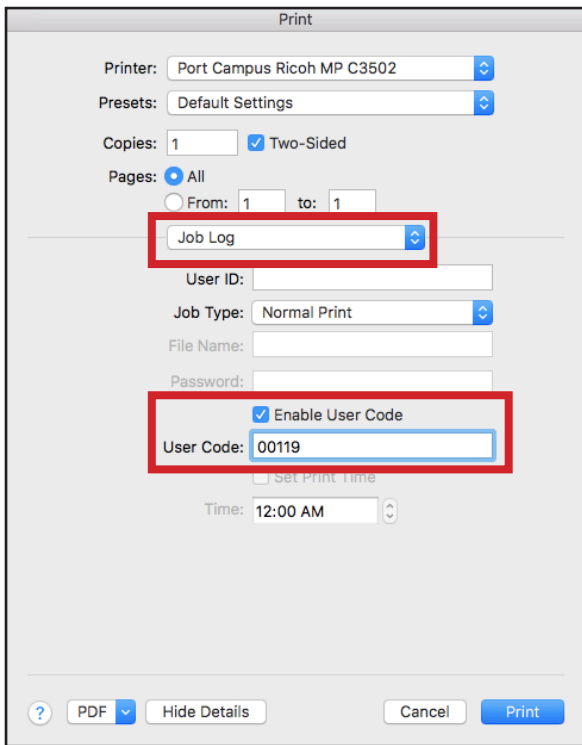 Print
Printer: Port Campus Ricoh MP C3502
Presets: Default Settings
Copies: 1 Two-Sided
Pages: All
From: 1 to: 1
Job Log
User ID:
Job Type: Normal Print
File Name:
Password:
Enable User Code
User Code: 00119
Set Print Time
Time: 12:00 AM
? PDF Hide Details Cancel Print